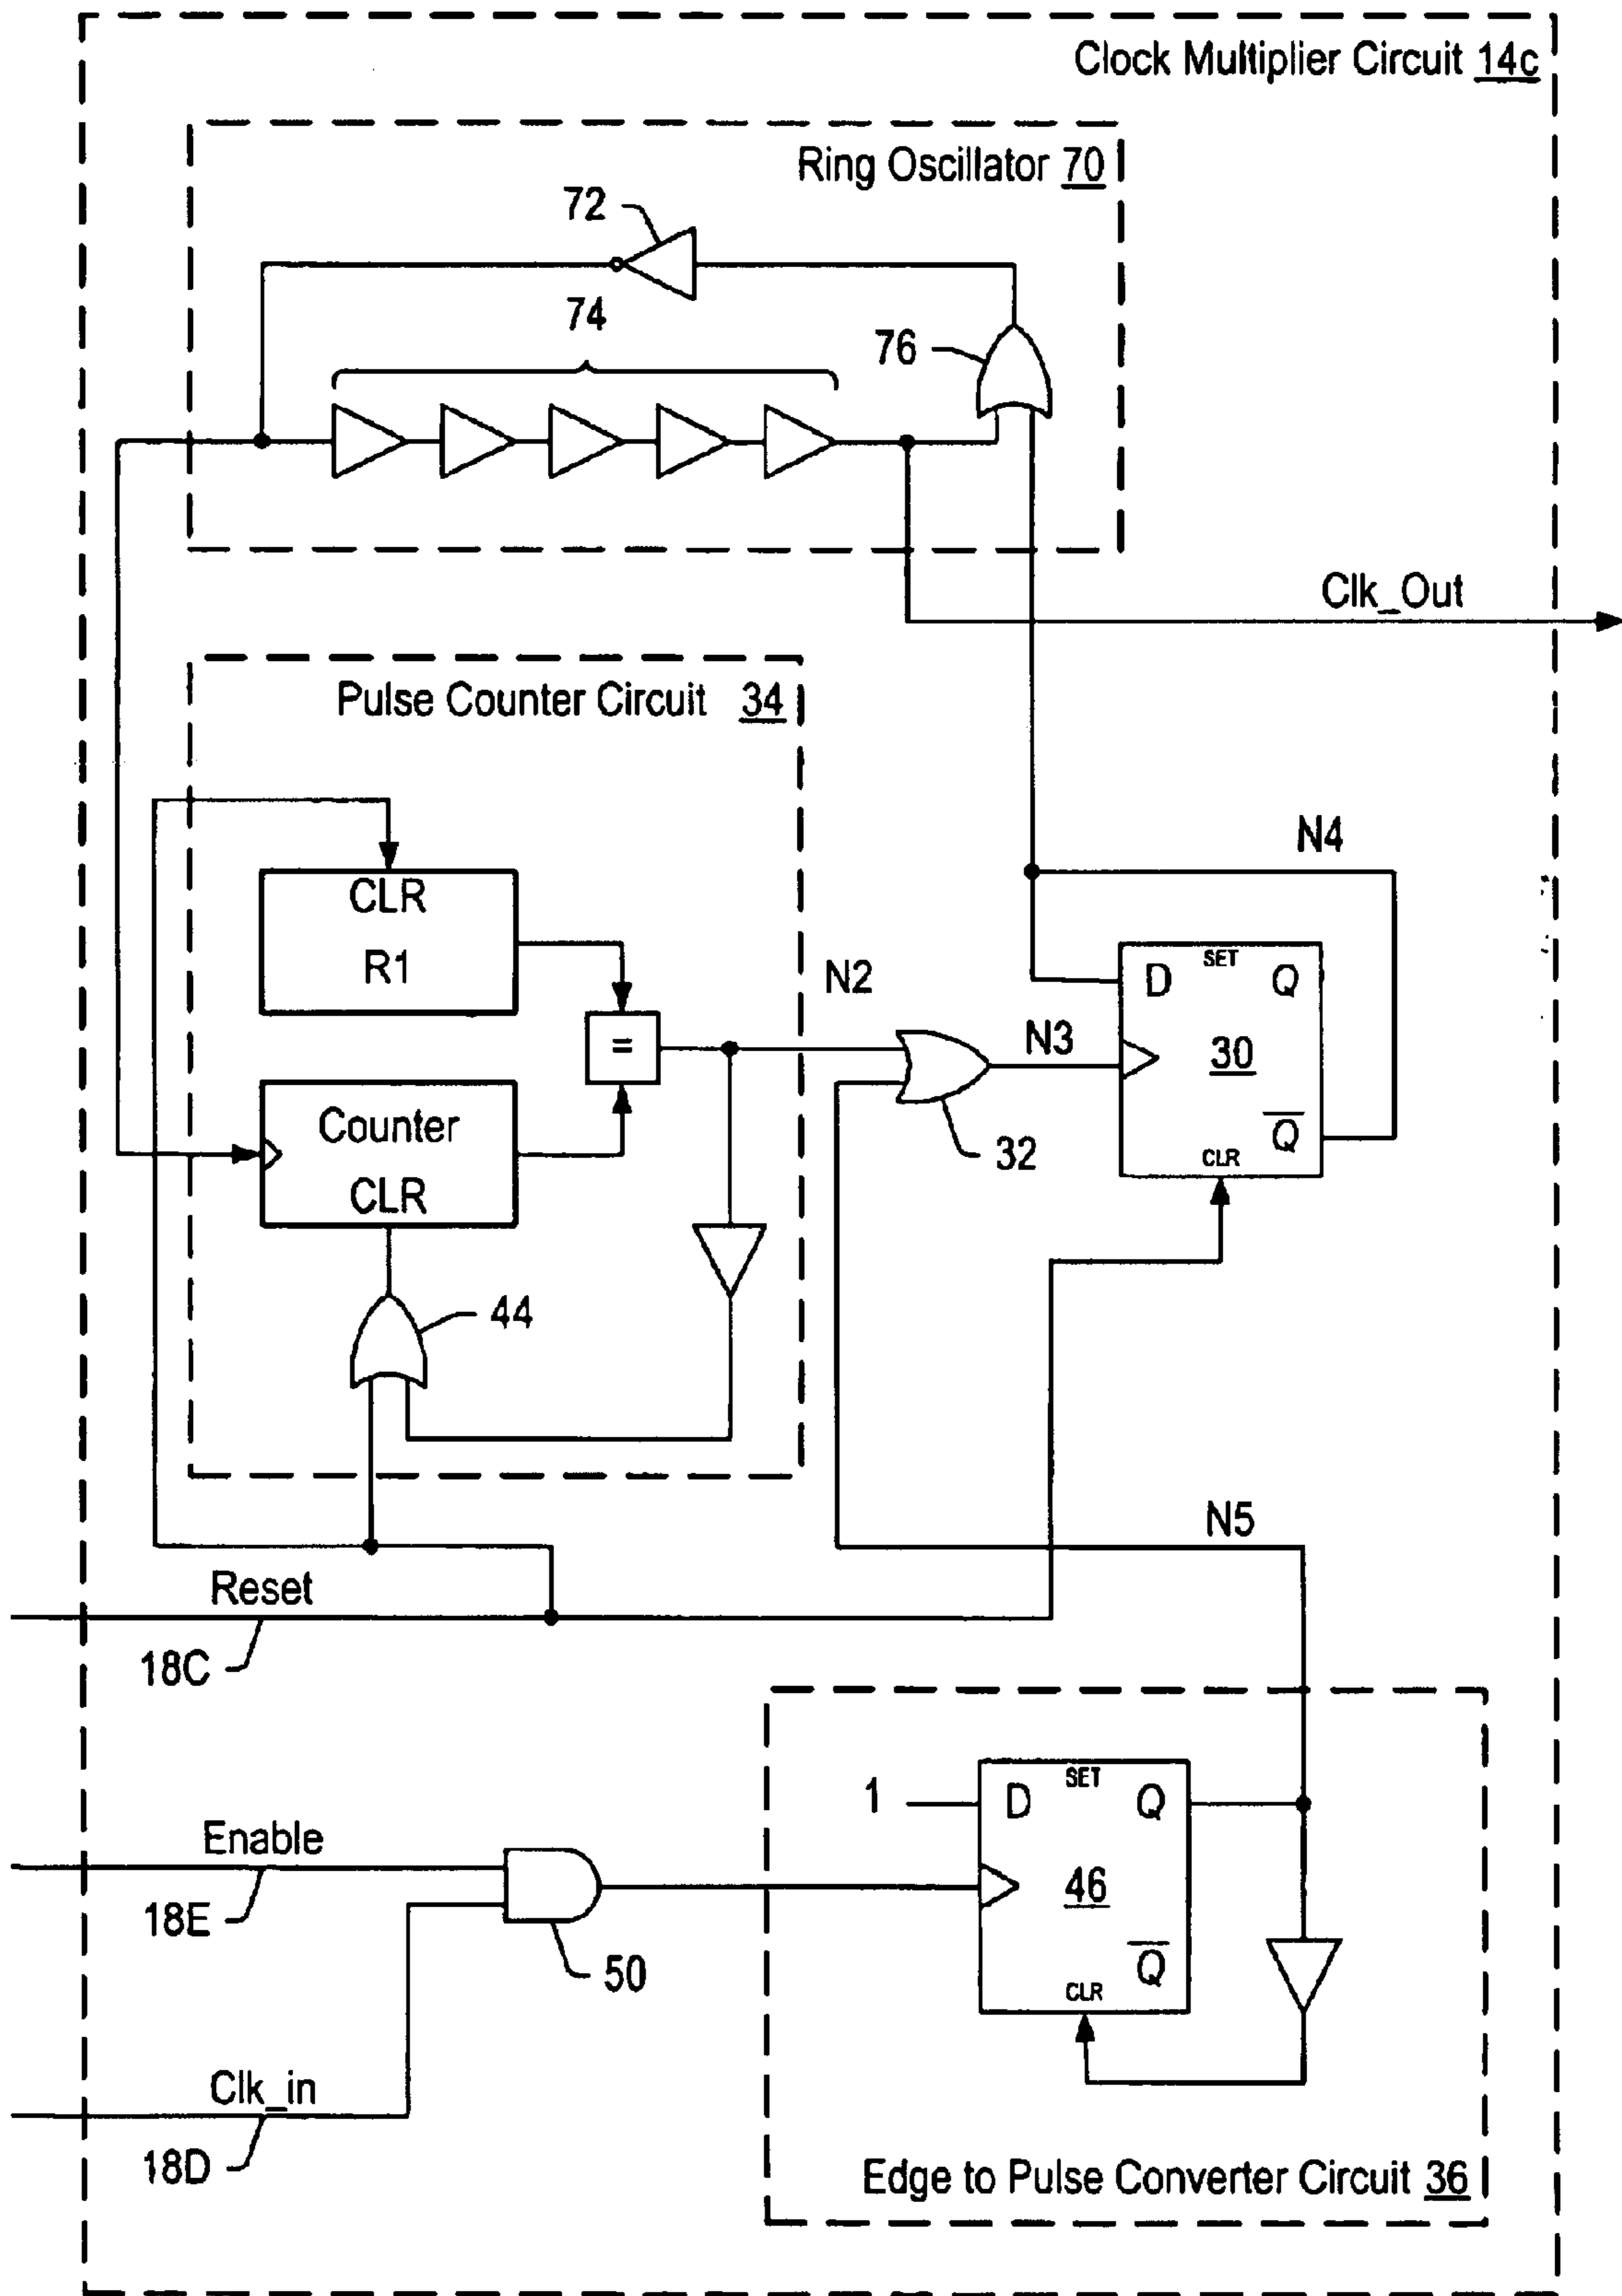 Clock Multiplier Circuit 14c
Ring Oscillator 70
72
74
76
Clk_Out
Pulse Counter Circuit 34
CLR
R1
N2
N4
SET
D
Q
=
N3
30
Counter
CLR
32
Q
CLR
44
N5
Reset
18C
SET
1
D
Q
Enable
18E
46
50
Q
CLR
Clk_in
18D
Edge to Pulse Converter Circuit 36